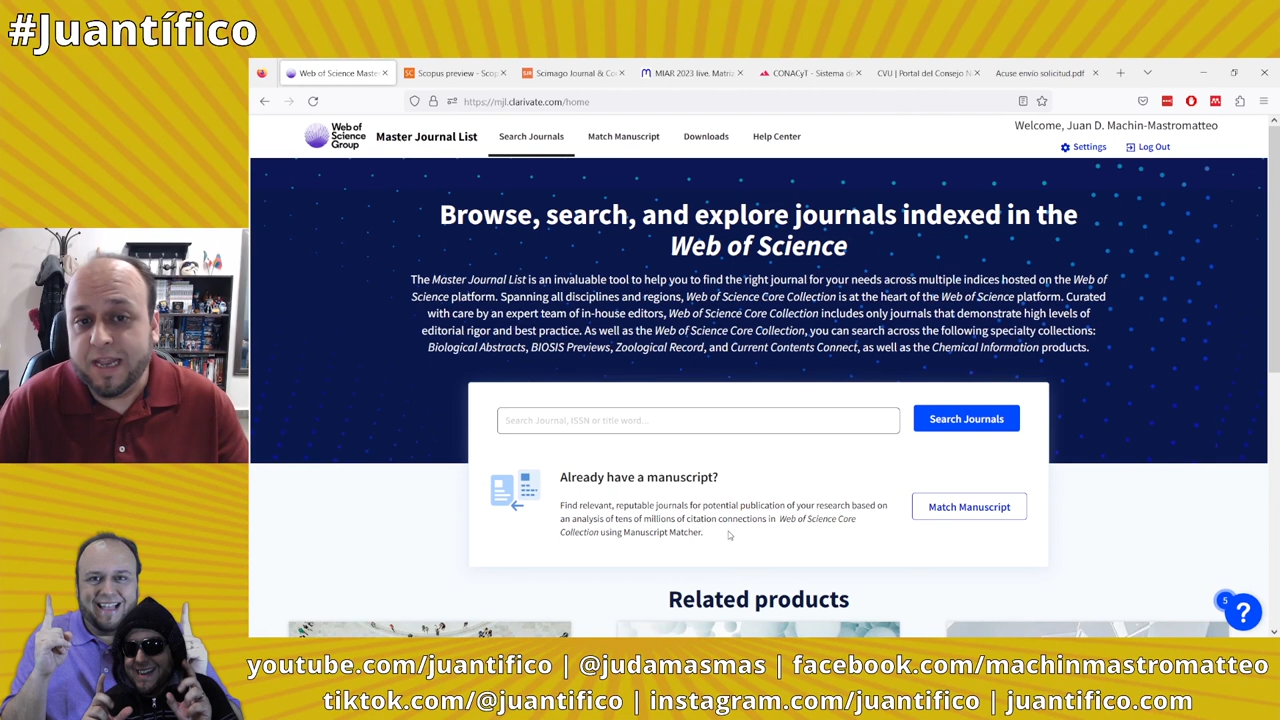 #Juantífico
Web of Science Master
Scopus preview - Scop
Scimago Journal & Co
MIAR 2023 live. Matri
CONACyT - Sistema de
CVU | Portal del Consejo N
Acuse envío solicitud.pdf
https://mjl.clarivate.com/home
Web of
Science
Group
Master Journal List
Search Journals
Match Manuscript
Downloads
Help Center
Welcome, Juan D. Machin-Mastromatteo
Settings
Log Out
Browse, search, and explore journals indexed in the
Web of Science
The Master Journal List is an invaluable tool to help you to find the right journal for your needs across multiple indices hosted on the Web of
Science platform. Spanning all disciplines and regions, Web of Science Core Collection is at the heart of the Web of Science platform. Curated
with care by an expert team of in-house editors, Web of Science Core Collection includes only journals that demonstrate high levels of
editorial rigor and best practice. As well as the Web of Science Core Collection, you can search across the following specialty collections:
Biological Abstracts, BIOSIS Previews, Zoological Record, and Current Contents Connect, as well as the Chemical Information products.
Search Journal, ISSN or title word...
Search Journals
Already have a manuscript?
Find relevant, reputable journals for potential publication of your research based on
an analysis of tens of millions of citation connections in Web of Science Core
Collection using Manuscript Matcher.
Match Manuscript
Related products
5
?
youtube.com/juantifico | @judamasmas | facebook.com/machinmastromatteo
tiktok.com/@juantifico | instagram.com/juantifico | juantifico.com